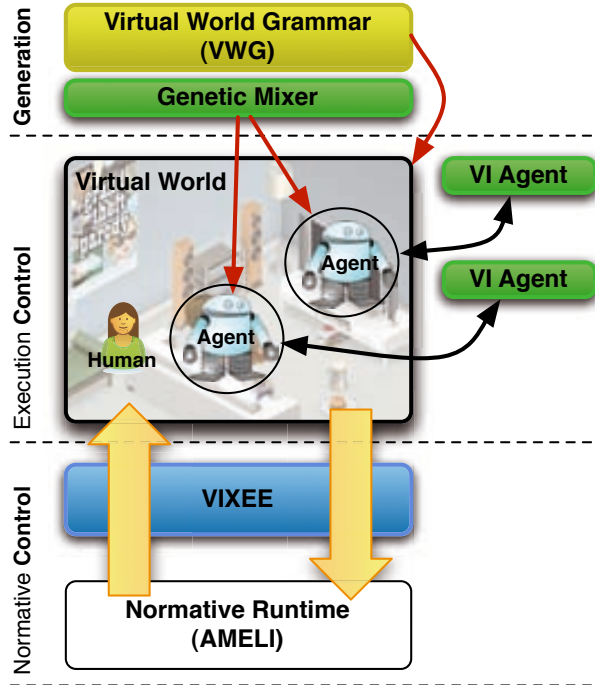 Generation
Virtual World Grammar
(VWG)
Genetic Mixer
Execution Control
Virtual World
VI Agent
Agent
VI Agent
Agent
Human
Normative Control
VIXEE
Normative Runtime
(AMELI)